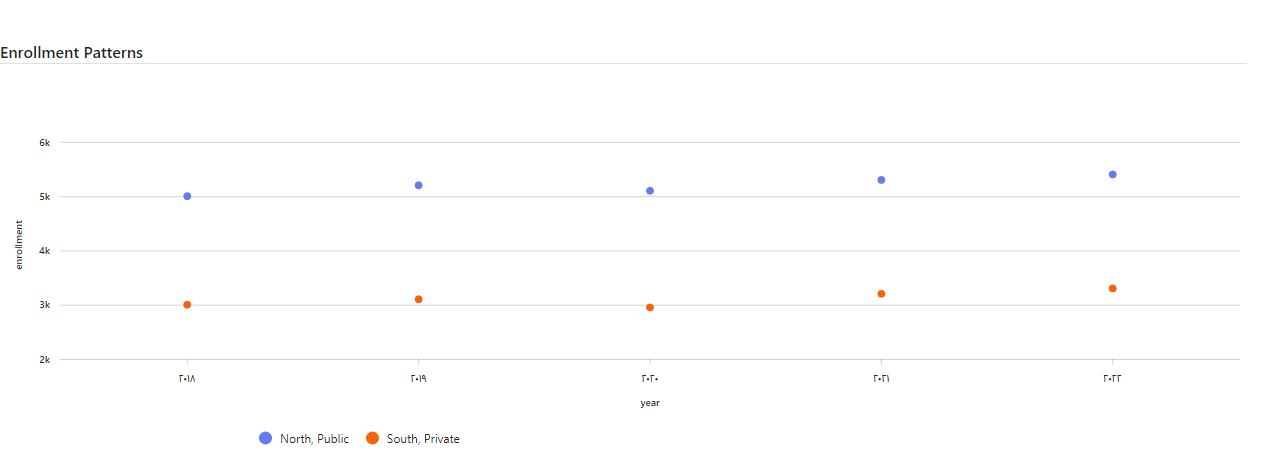 Enrollment Patterns
6k
5k
4k
3k
2k
enrollment
٢٠١٨ ٢٠١٩ ٢٠٢٠ ٢٠٢١ ٢٠٢٢
year
North, Public South, Private